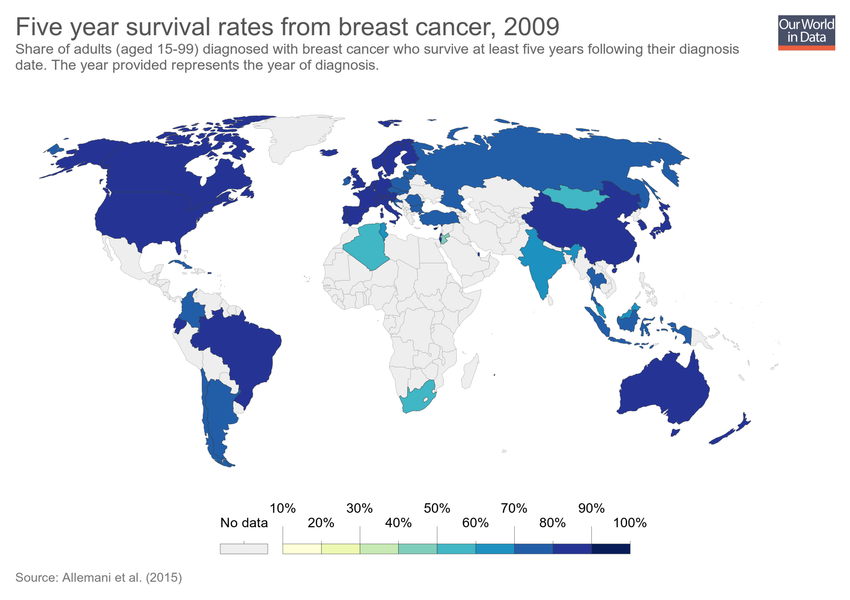 Five year survival rates from breast cancer, 2009
Our World
in Data
Share of adults (aged 15-99) diagnosed with breast cancer who survive at least five years following their diagnosis
date. The year provided represents the year of diagnosis.
10% 30% 50% 70% 90%
No data 20% 40% 60% 80% 100%
Source: Allemani et al. (2015)